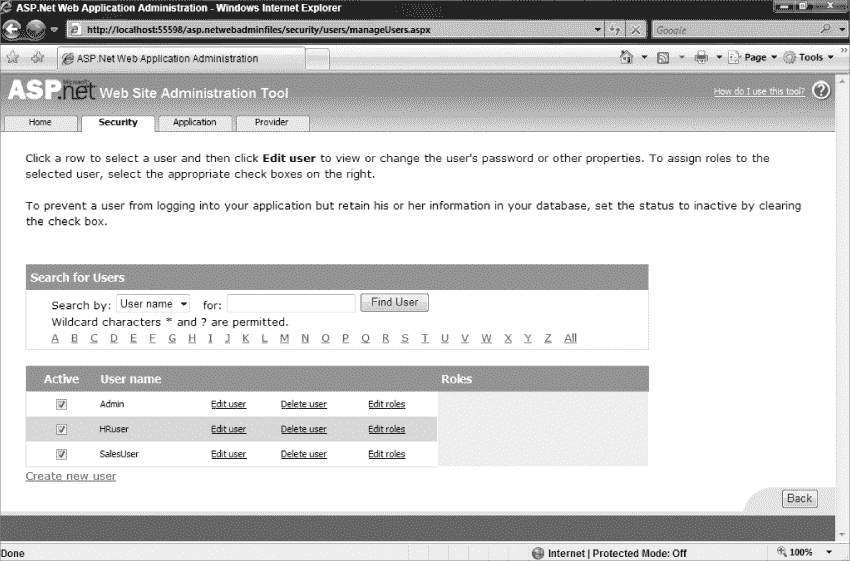 ASP.Net Web Application Administration - Windows Internet Explorer
http://localhost:55598/asp.netwebadminfiles/security/users/manageUsers.aspx
Google
ASP.Net Web Application Administration
Page
Tools
Microsoft
ASP.net Web Site Administration Tool
How do I use this tool?
Home Security Application Provider
Click a row to select a user and then click Edit user to view or change the user's password or other properties. To assign roles to the
selected user, select the appropriate check boxes on the right.
To prevent a user from logging into your application but retain his or her information in your database, set the status to inactive by clearing
the check box.
Search for Users
Search by: User name for: Find User
Wildcard characters * and ? are permitted.
A B C D E F G H I J K L M N O P Q R S T U V W X Y Z All
Active User name Roles
Admin Edit user Delete user Edit roles
HRuser Edit user Delete user Edit roles
SalesUser Edit user Delete user Edit roles
Create new user
Back
Done Internet | Protected Mode: Off 100%